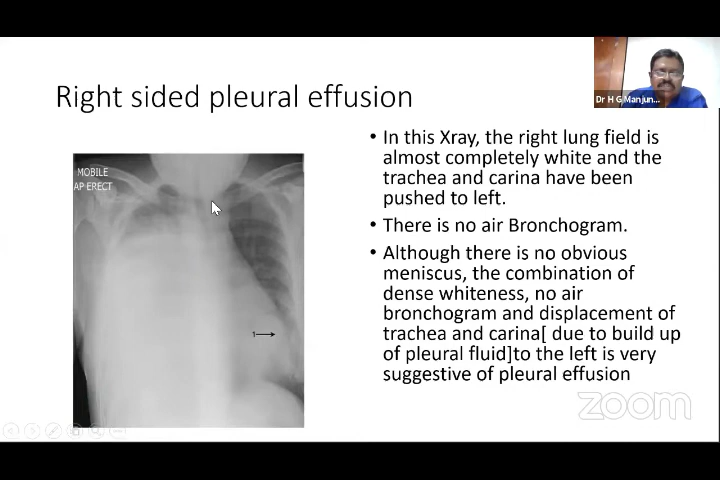 Dr H G Manjun...
Right sided pleural effusion
MOBILE
AP ERECT
1
• In this Xray, the right lung field is
almost completely white and the
trachea and carina have been
pushed to left.
• There is no air Bronchogram.
• Although there is no obvious
meniscus, the combination of
dense whiteness, no air
bronchogram and displacement of
trachea and carina[ due to build up
of pleural fluid]to the left is very
suggestive of pleural effusion
zoom